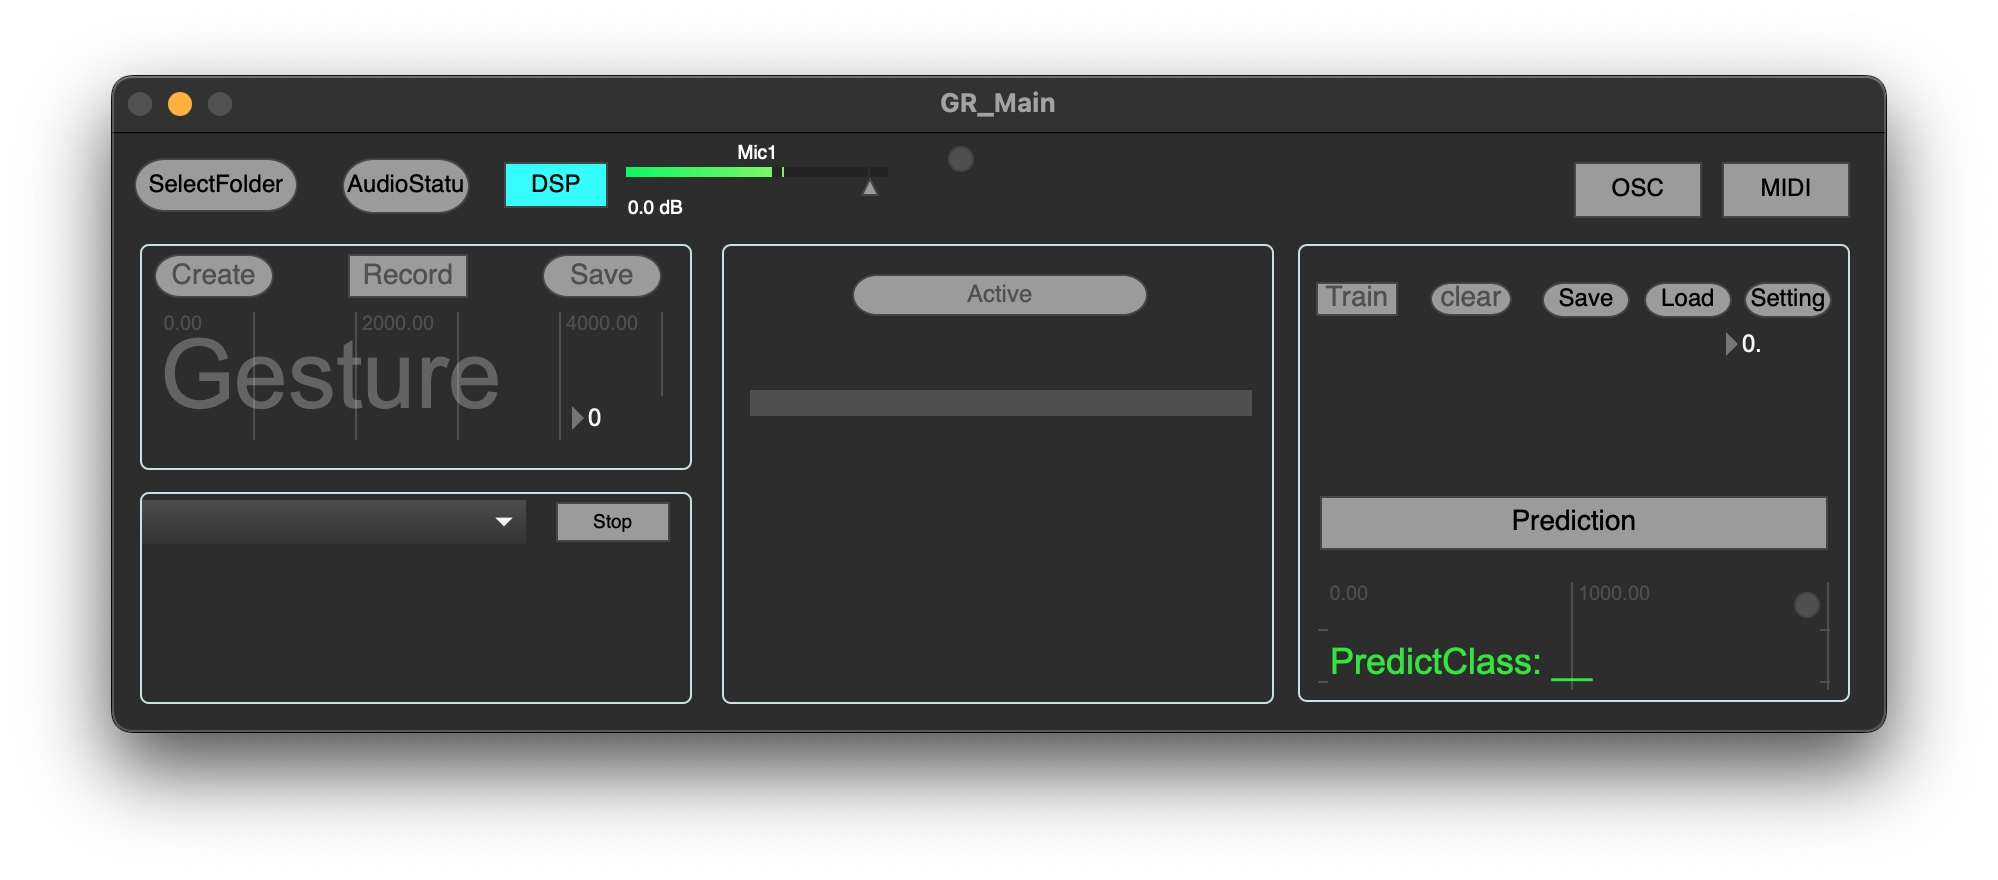 GR_Main
SelectFolder
AudioStatu
DSP
Mic1
0.0 dB
OSC
MIDI
Create
Record
Save
0.00
2000.00
4000.00
Gesture
0
Stop
Active
Train
clear
Save
Load
Setting
0.
Prediction
0.00
1000.00
PredictClass: __